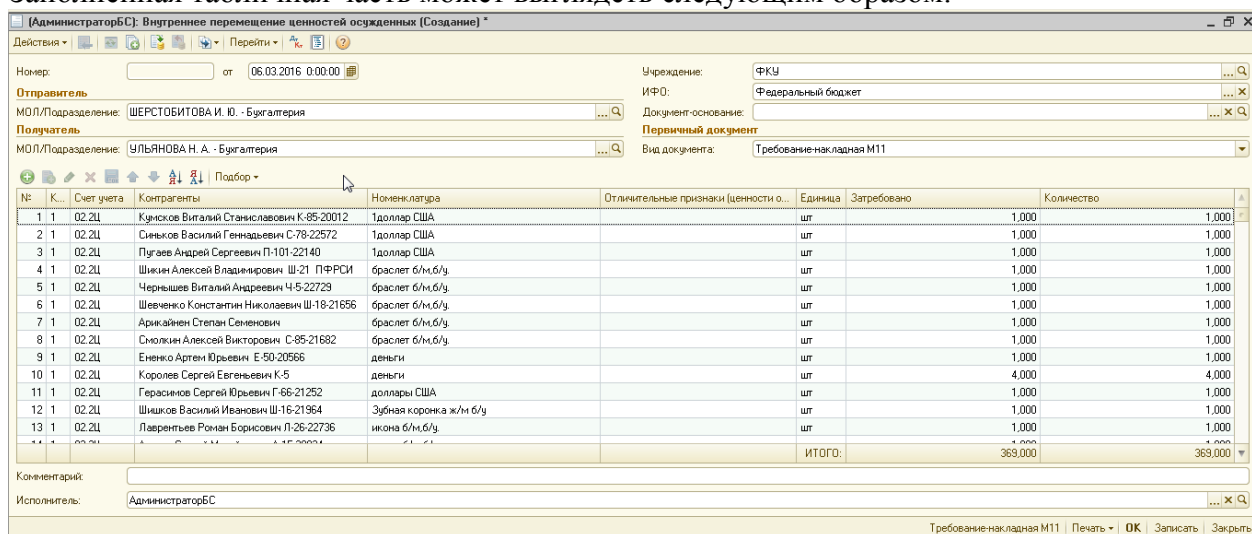 Заполненная табличная часть может выглядеть следующим образом:
(АдминистраторБС): Внутреннее перемещение ценностей осужденных (Создание) *
Действия Перейти
Номер: от 06.03.2016 0:00:00 Учреждение: ФКУ
Отправитель ИФО: Федеральный бюджет
МОЛ/Подразделение: ШЕРСТОБИТОВА И. Ю. - Бухгалтерия Документ-основание:
Получатель Первичный документ
МОЛ/Подразделение: УЛЬЯНОВА Н. А. - Бухгалтерия Вид документа: Требование-накладная М11
Подбор
№ К... Счет учета Контрагенты Номенклатура Отличительные признаки (ценности о... Единица Затребовано Количество
1 1 02.2Ц Кумсков Виталий Станиславович К-85-20012 1доллар США шт 1,000 1,000
2 1 02.2Ц Синьков Василий Геннадьевич С-78-22572 1доллар США шт 1,000 1,000
3 1 02.2Ц Пугаев Андрей Сергеевич П-101-22140 1доллар США шт 1,000 1,000
4 1 02.2Ц Шикин Алексей Владимирович Ш-21 ПФРСИ браслет б/м,б/у. шт 1,000 1,000
5 1 02.2Ц Чернышев Виталий Андреевич Ч-5-22729 браслет б/м,б/у. шт 1,000 1,000
6 1 02.2Ц Шевченко Константин Николаевич Ш-18-21656 браслет б/м,б/у. шт 1,000 1,000
7 1 02.2Ц Арикайнен Степан Семенович браслет б/м,б/у. шт 1,000 1,000
8 1 02.2Ц Смолкин Алексей Викторович С-85-21682 браслет б/м,б/у. шт 1,000 1,000
9 1 02.2Ц Ененко Артем Юрьевич Е-50-20566 деньги шт 1,000 1,000
10 1 02.2Ц Королев Сергей Евгеньевич К-5 деньги шт 4,000 4,000
11 1 02.2Ц Герасимов Сергей Юрьевич Г-66-21252 доллары США шт 1,000 1,000
12 1 02.2Ц Шишков Василий Иванович Ш-16-21964 Зубная коронка ж/м б/у шт 1,000 1,000
13 1 02.2Ц Лаврентьев Роман Борисович Л-26-22736 икона б/м,б/у. шт 1,000 1,000
ИТОГО: 369,000 369,000
Комментарий:
Исполнитель: АдминистраторБС
Требование-накладная М11 Печать OK Записать Закрыть